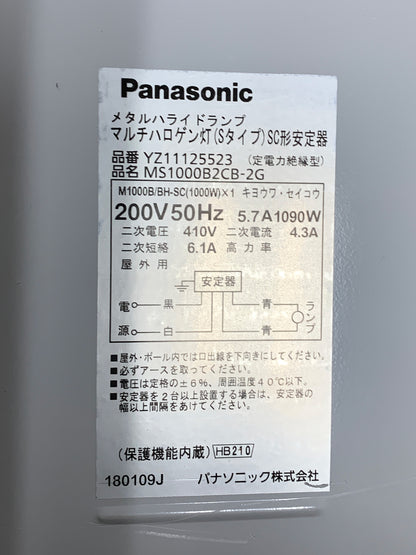 Panasonic
メタルハライドランプ
マルチハロゲン灯(Sタイプ)SC形安定器
品番 YZ11125523 (定電力絶縁型)
品名 MS1000B2CB-2G
M1000B/BH-SC(1000W)×1 キヨウワ・セイコウ
200V50Hz 5.7A1090W
二次電圧 410V 二次電流 4.3A
二次短絡 6.1A 高力率
屋外用
安定器
電 黒 青 ランプ
源 白 青
■屋外・ポール内では口出線を下向きにしてください。
■必ずアースを取ってください。
■電圧は定格の±6%、周囲温度40℃以下。
■安定器を2台以上設置する場合は、安定器の
幅以上間隔をあけてください。
(保護機能内蔵) HB210
180109J パナソニック株式会社